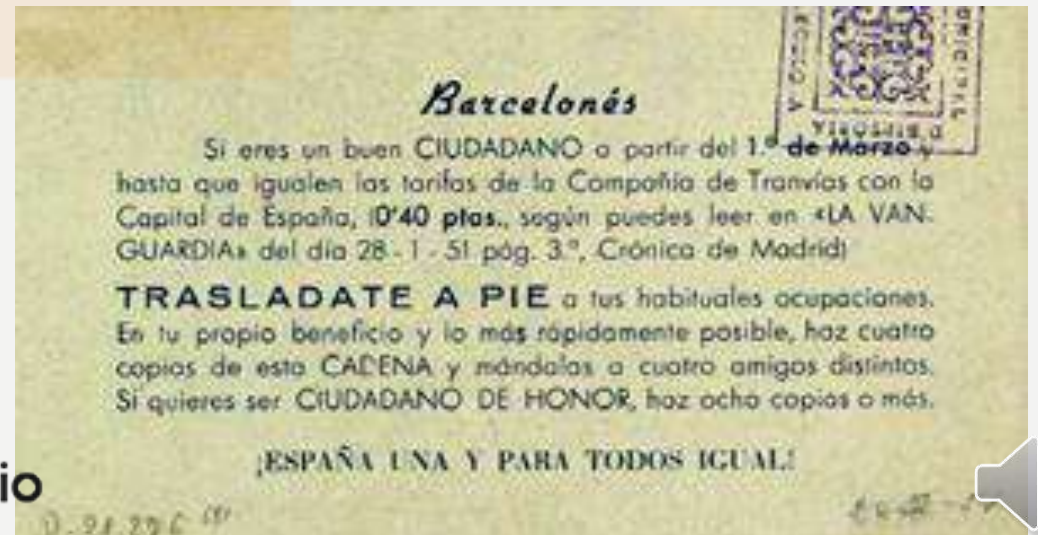 Barcelonés
Si eres un buen CIUDADANO a partir del 1.º de Marzo y
hasta que igualen las tarifas de la Compañía de Tranvías con la
Capital de España, (0'40 ptas., según puedes leer en «LA VAN-
GUARDIA» del día 28 - 1 - 51 pág. 3.ª, Crónica de Madrid)
TRASLADATE A PIE a tus habituales ocupaciones.
En tu propio beneficio y lo más rápidamente posible, haz cuatro
copias de esta CADENA y mándalas a cuatro amigos distintos.
Si quieres ser CIUDADANO DE HONOR, haz ocho copias o más.
¡ESPAÑA UNA Y PARA TODOS IGUAL!
io